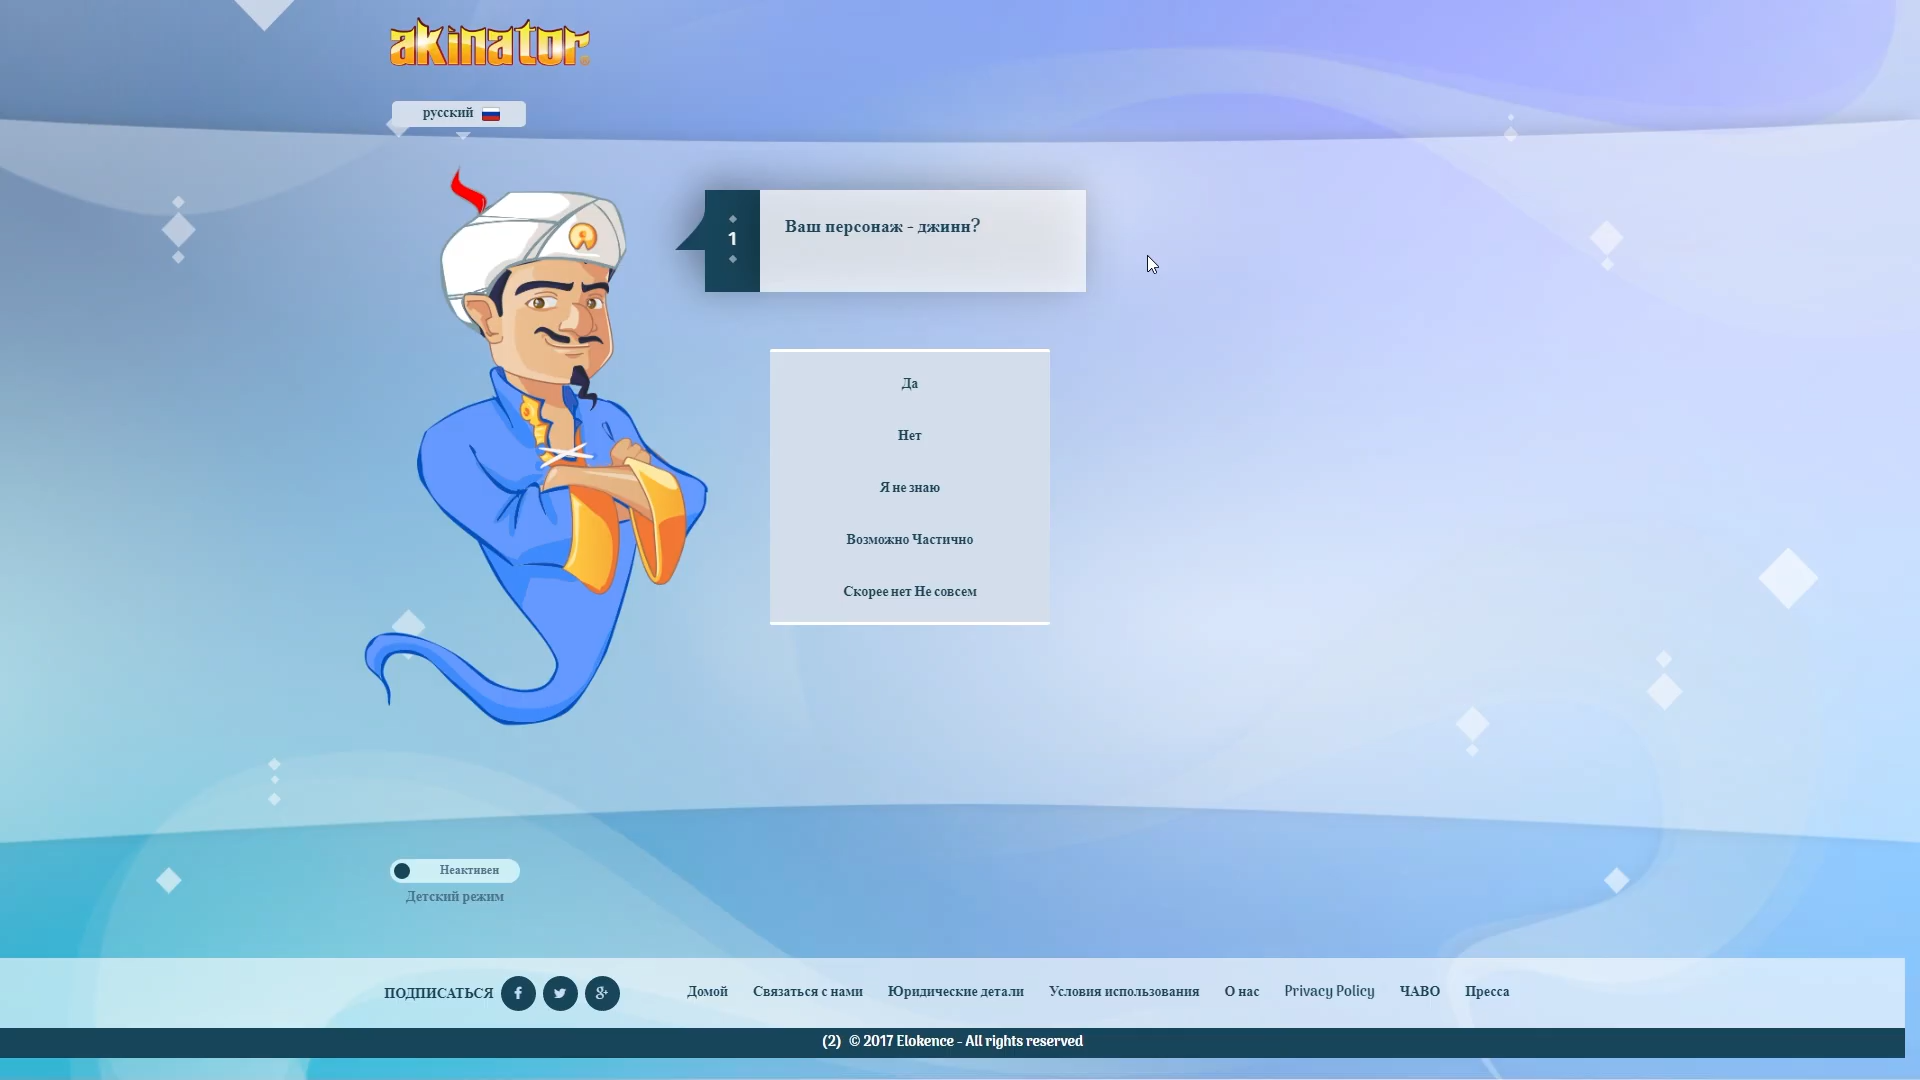 akinator
русский
1
Ваш персонаж - джинн?
Да
Нет
Я не знаю
Возможно Частично
Скорее нет Не совсем
Неактивен
Детский режим
ПОДПИСАТЬСЯ
Домой Связаться с нами Юридические детали Условия использования О нас Privacy Policy ЧАВО Пресса
(2) © 2017 Elokence - All rights reserved